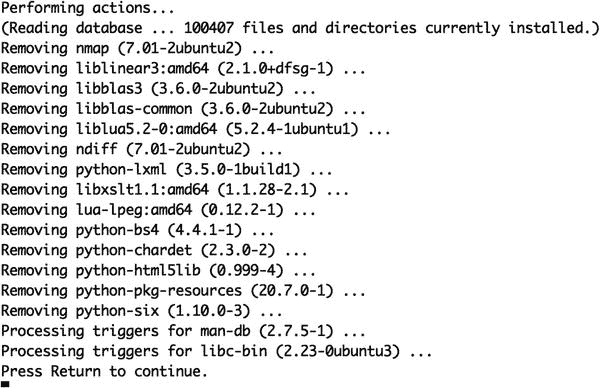 Performing actions...
(Reading database ... 100407 files and directories currently installed.)
Removing nmap (7.01-2ubuntu2) ...
Removing liblinear3:amd64 (2.1.0+dfsg-1) ...
Removing libblas3 (3.6.0-2ubuntu2) ...
Removing libblas-common (3.6.0-2ubuntu2) ...
Removing liblua5.2-0:amd64 (5.2.4-1ubuntu1) ...
Removing ndiff (7.01-2ubuntu2) ...
Removing python-lxml (3.5.0-1build1) ...
Removing libxslt1.1:amd64 (1.1.28-2.1) ...
Removing lua-lpeg:amd64 (0.12.2-1) ...
Removing python-bs4 (4.4.1-1) ...
Removing python-chardet (2.3.0-2) ...
Removing python-html5lib (0.999-4) ...
Removing python-pkg-resources (20.7.0-1) ...
Removing python-six (1.10.0-3) ...
Processing triggers for man-db (2.7.5-1) ...
Processing triggers for libc-bin (2.23-0ubuntu3) ...
Press Return to continue.